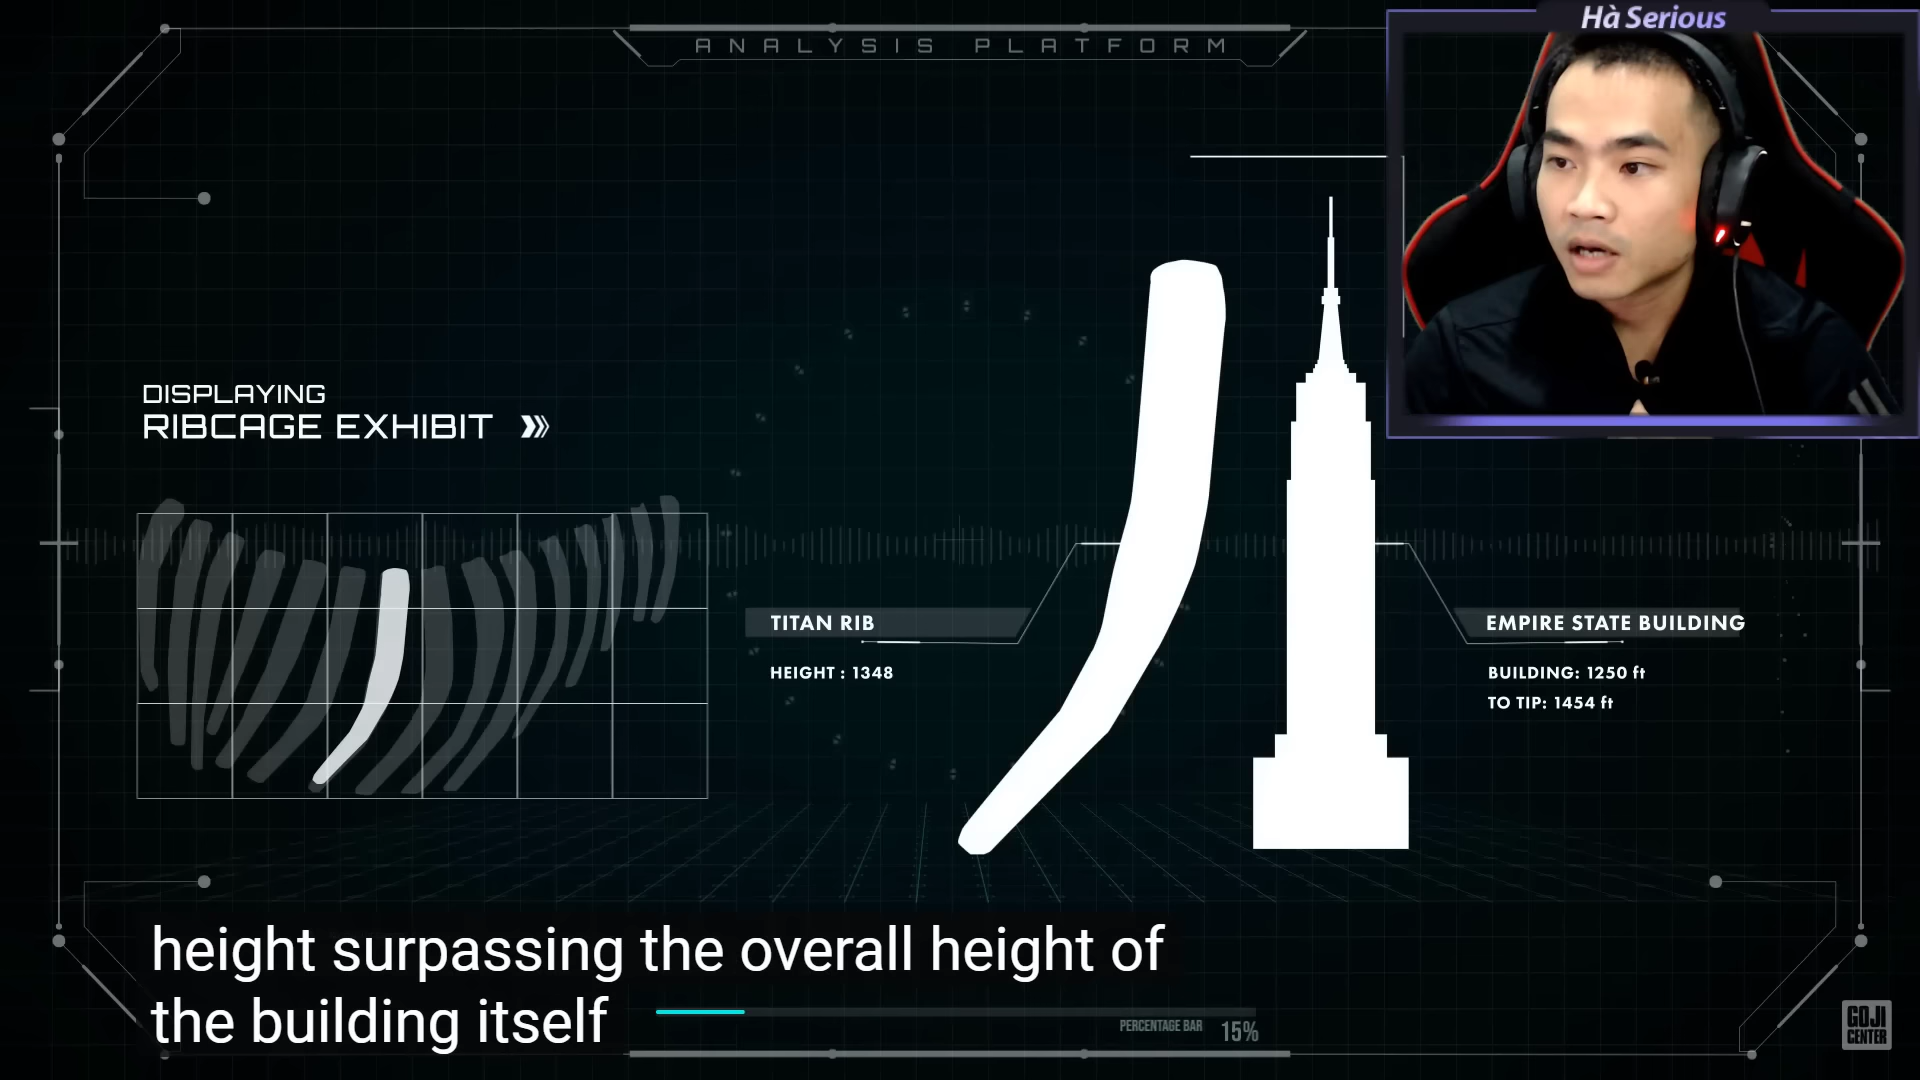 ANALYSIS PLATFORM
Hà Serious
DISPLAYING
RIBCAGE EXHIBIT
TITAN RIB
HEIGHT : 1348
EMPIRE STATE BUILDING
BUILDING: 1250 ft
TO TIP: 1454 ft
height surpassing the overall height of
the building itself
PERCENTAGE BAR 15%
GOJI
CENTER